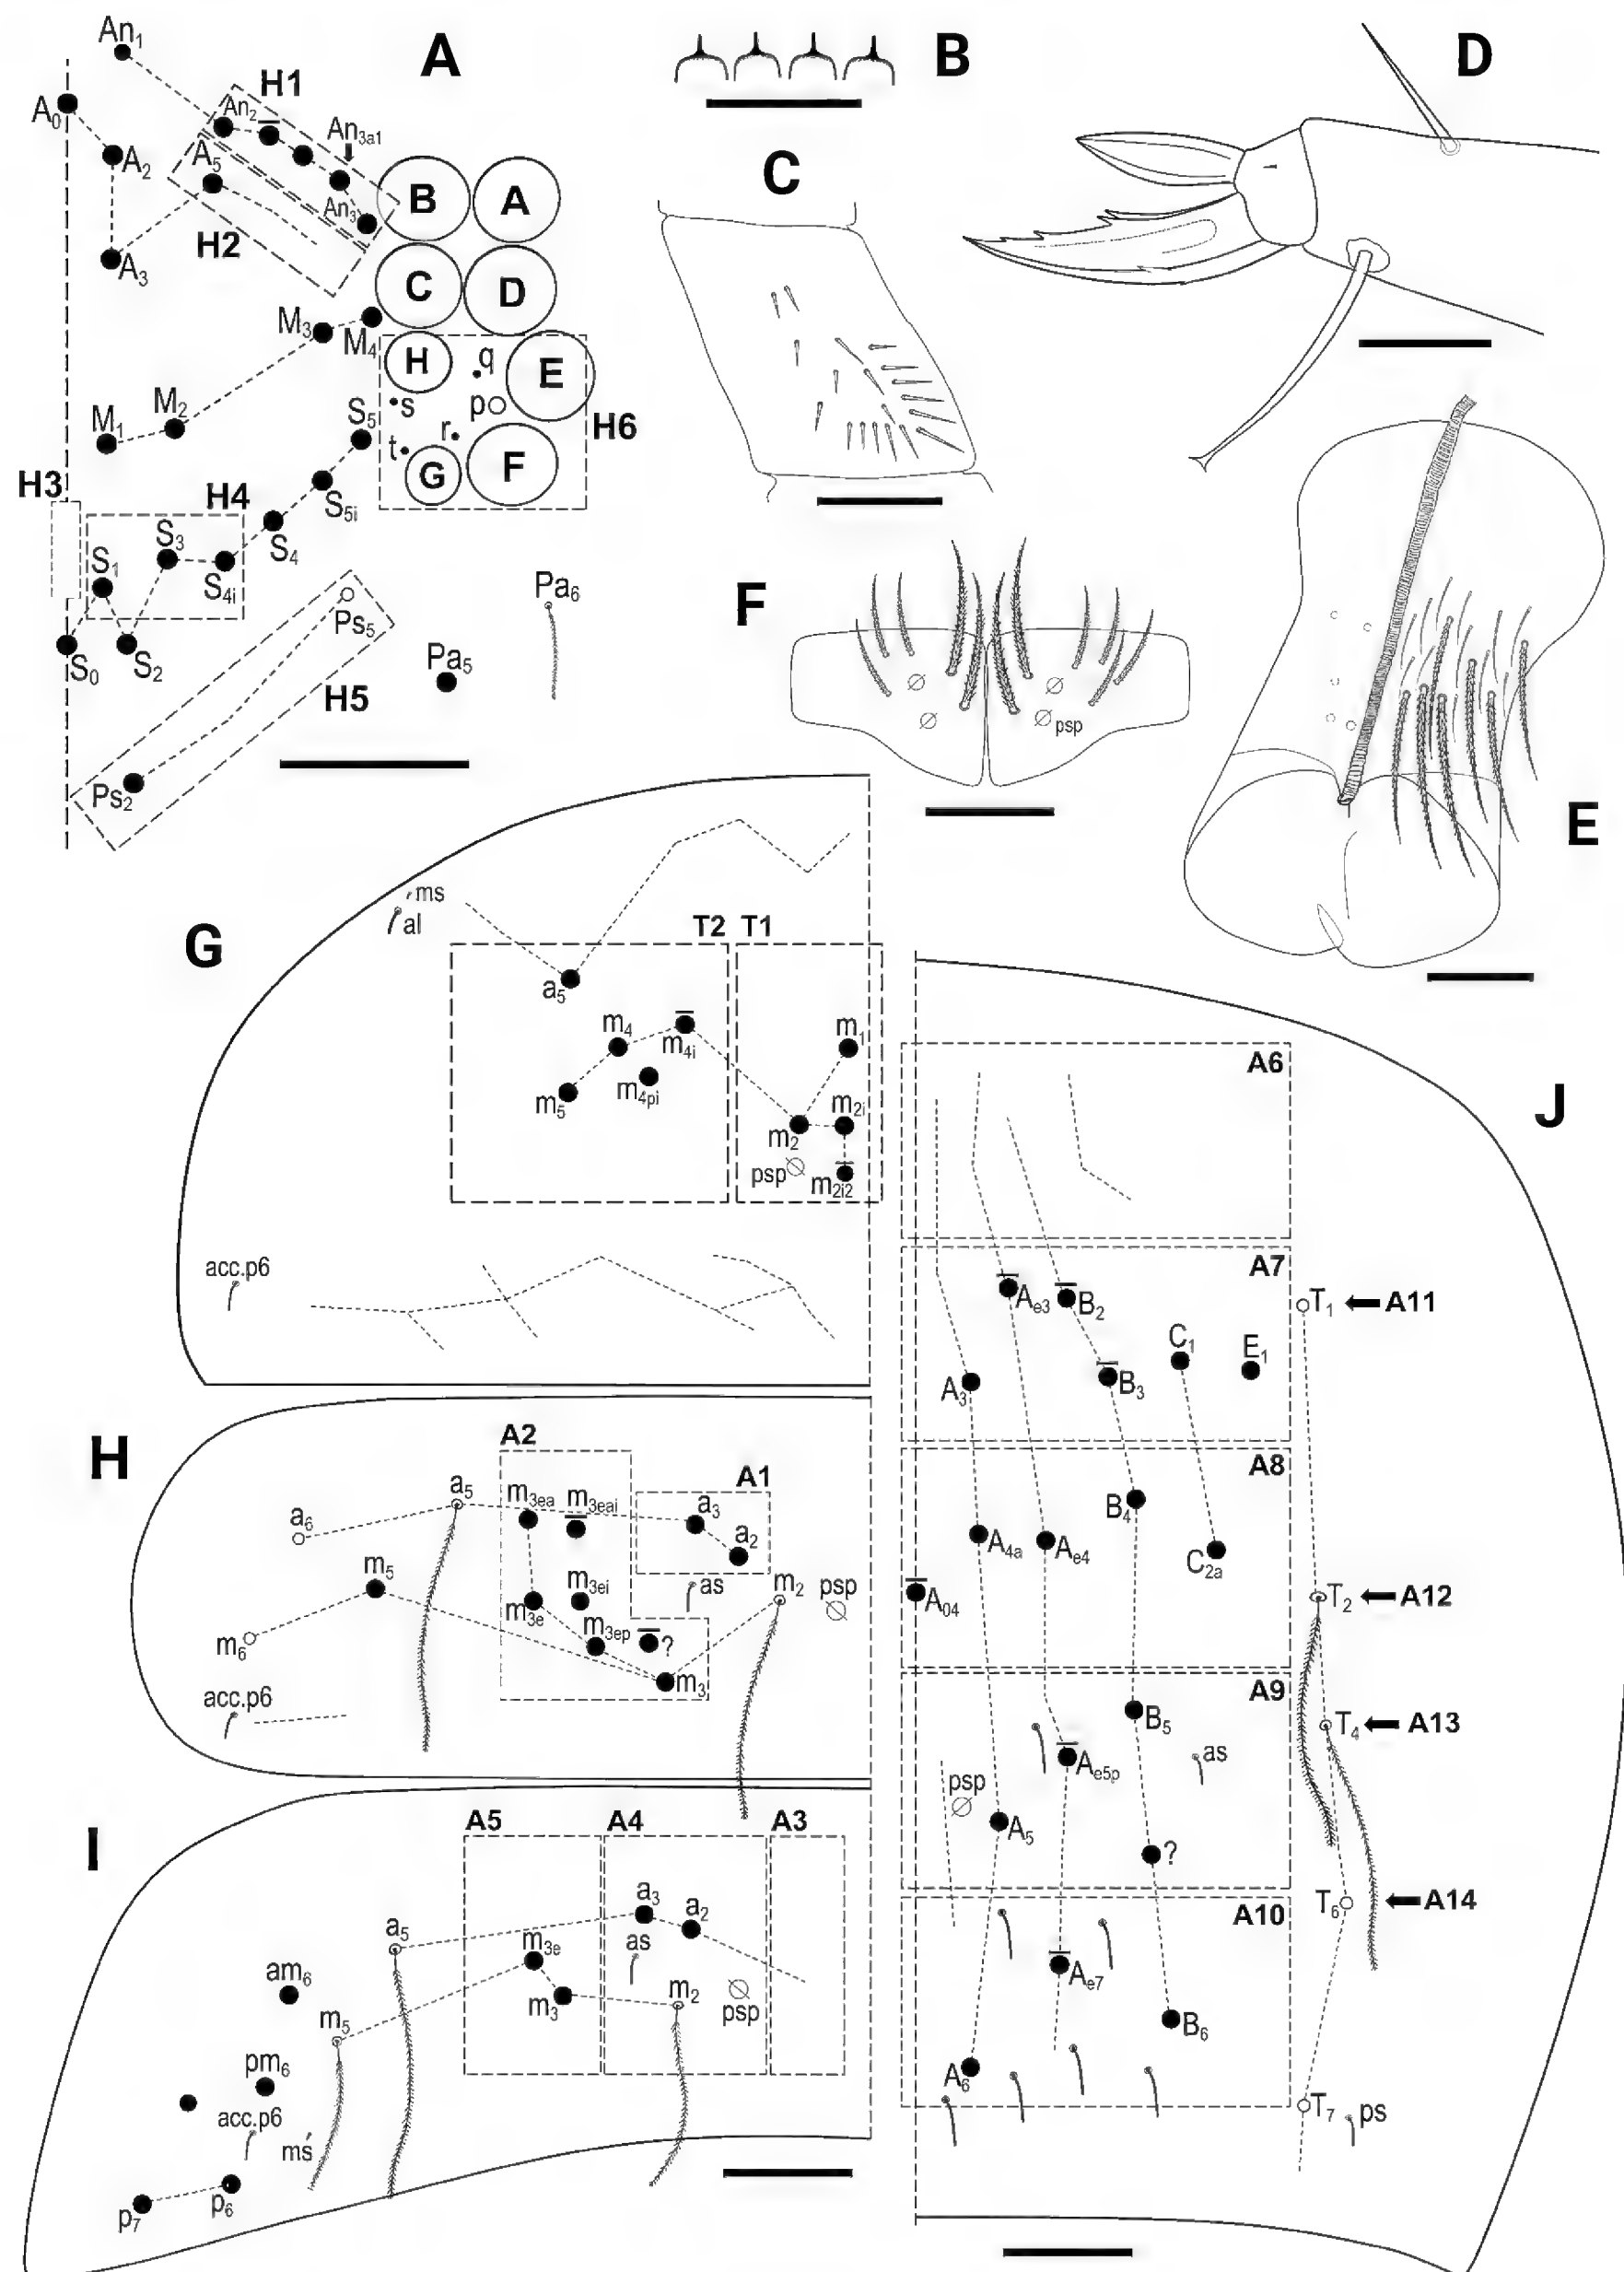 A
An1
H1
A0
An2
An3a1
A2
A5
An3
H2
A3
B
A
C
D
M3
M4
H
q
E
M2
M1
s
p
S5
r
t
H6
G
F
H3
H4
S5i
S3
S4
S1
S4i
S0
S2
Ps5
Pa6
Pa5
H5
Ps2
B
C
D
F
psp
E
G
ms
al
T2
T1
a5
m4
m4i
m1
m4pi
m5
m2i
m2
psp
m2i2
acc.p6
H
A2
A1
a5
m3ea
m3eai
a3
a6
a2
m5
m3ei
as
m2
psp
m3e
m3ep
?
m6
m3
acc.p6
I
A5
A4
A3
a3
a2
a5
m3e
as
am6
m3
m2
psp
m5
pm6
acc.p6
ms
p6
p7
J
A6
A7
Ae3
B2
T1
A11
C1
E1
A3
B3
A8
B4
A4a
Ae4
C2a
A04
T2
A12
A9
B5
T4
A13
Ae5p
as
psp
A5
?
A10
T6
A14
Ae7
B6
A6
T7
ps